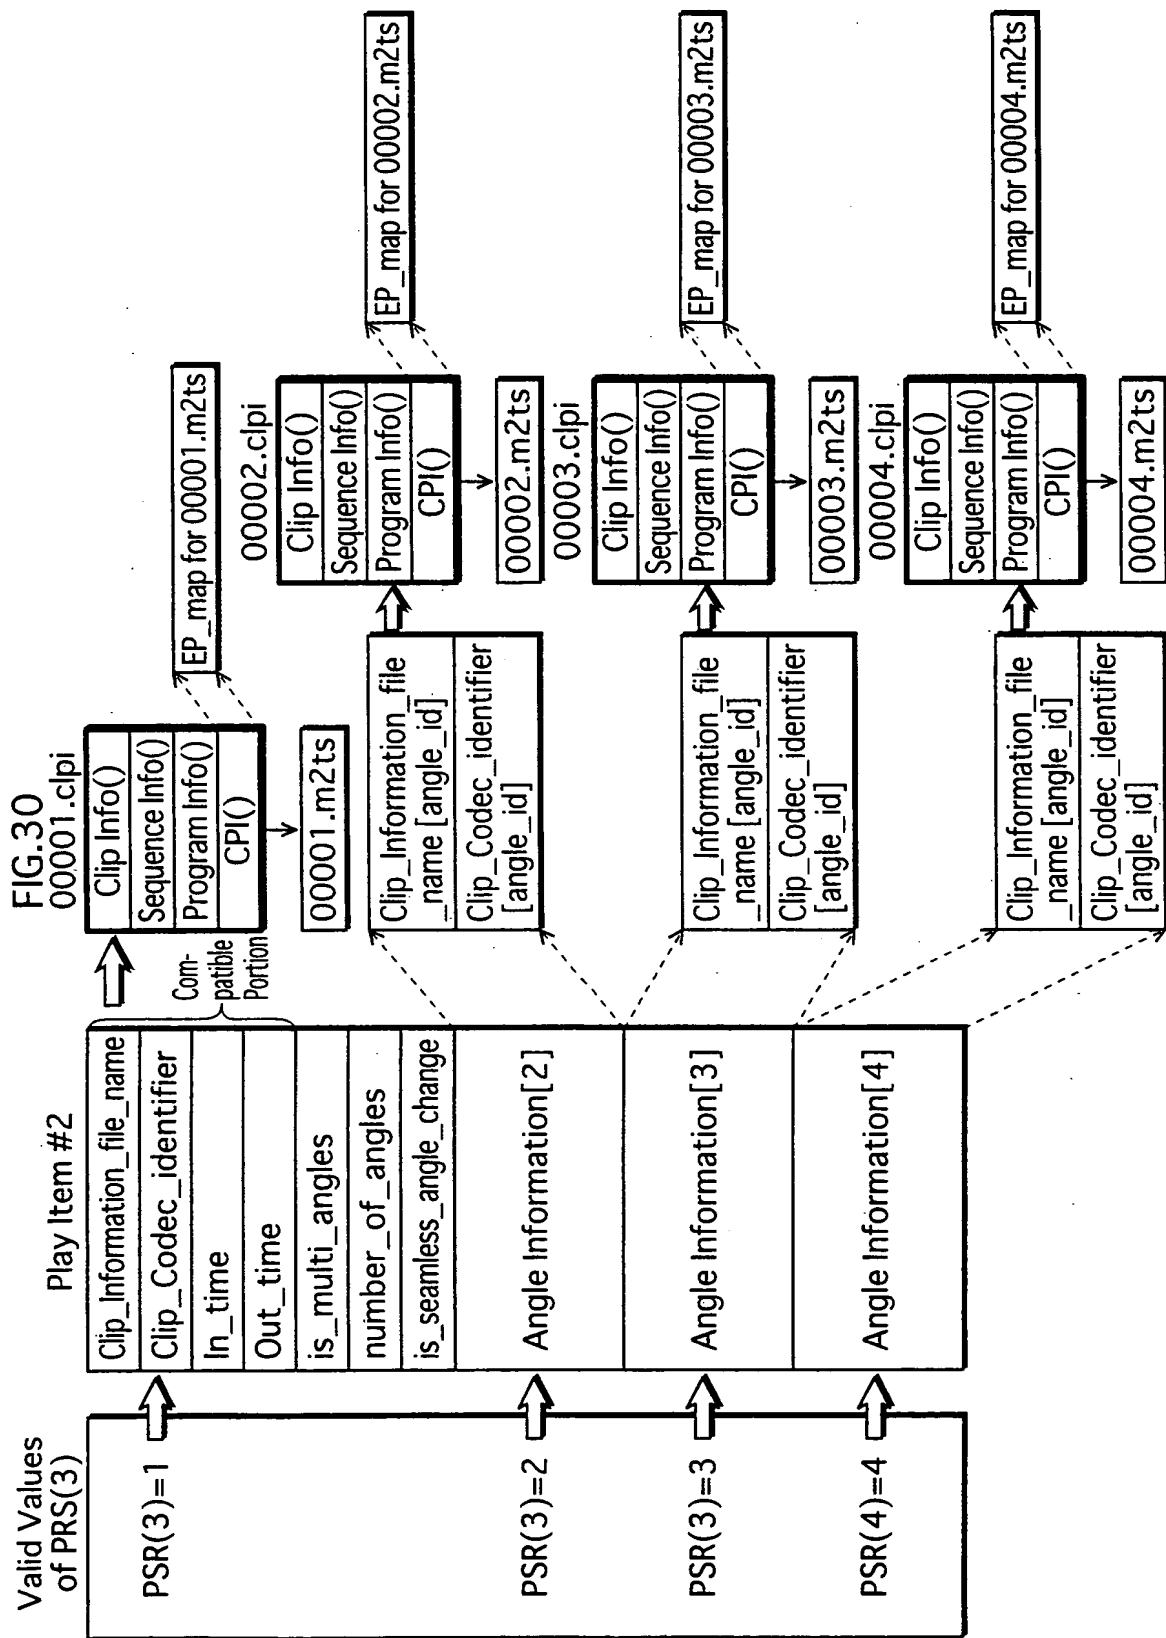 FIG.30
Valid Values
of PRS(3)
PSR(3)=1
PSR(3)=2
PSR(3)=3
PSR(4)=4
Play Item #2
Clip_Information_file_name
Clip_Codec_identifier
In_time
Out_time
is_multi_angles
number_of_angles
is_seamless_angle_change
Angle Information[2]
Angle Information[3]
Angle Information[4]
Com-
patible
Portion
00001.clpi
Clip Info()
Sequence Info()
Program Info()
CPI()
00001.m2ts
EP_map for 00001.m2ts
Clip_Information_file
_name [angle_id]
Clip_Codec_identifier
[angle_id]
00002.clpi
Clip Info()
Sequence Info()
Program Info()
CPI()
00002.m2ts
EP_map for 00002.m2ts
Clip_Information_file
_name [angle_id]
Clip_Codec_identifier
[angle_id]
00003.clpi
Clip Info()
Sequence Info()
Program Info()
CPI()
00003.m2ts
EP_map for 00003.m2ts
Clip_Information_file
_name [angle_id]
Clip_Codec_identifier
[angle_id]
00004.clpi
Clip Info()
Sequence Info()
Program Info()
CPI()
00004.m2ts
EP_map for 00004.m2ts